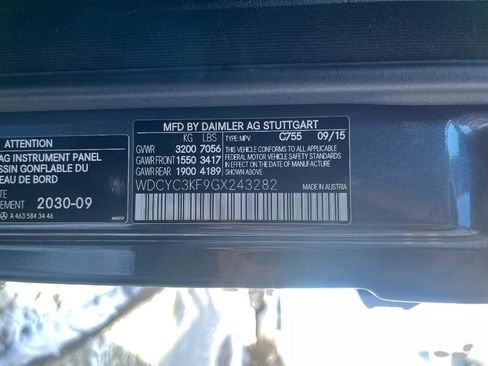 ATTENTION
AG INSTRUMENT PANEL
SSIN GONFLABLE DU
EAU DE BORD
TE
EMENT 2030-09
A 463 584 34 46
MFD BY DAIMLER AG STUTTGART
KG LBS TYPE: MPV C755 09/15
GVWR 3200 7056
GAWR FRONT 1550 3417
GAWR REAR 1900 4189
THIS VEHICLE CONFORMS TO ALL APPLICABLE
FEDERAL MOTOR VEHICLE SAFETY STANDARDS
IN EFFECT ON THE DATE OF MANUFACTURE
SHOWN ABOVE.
WDCYC3KF9GX243282
MADE IN AUSTRIA